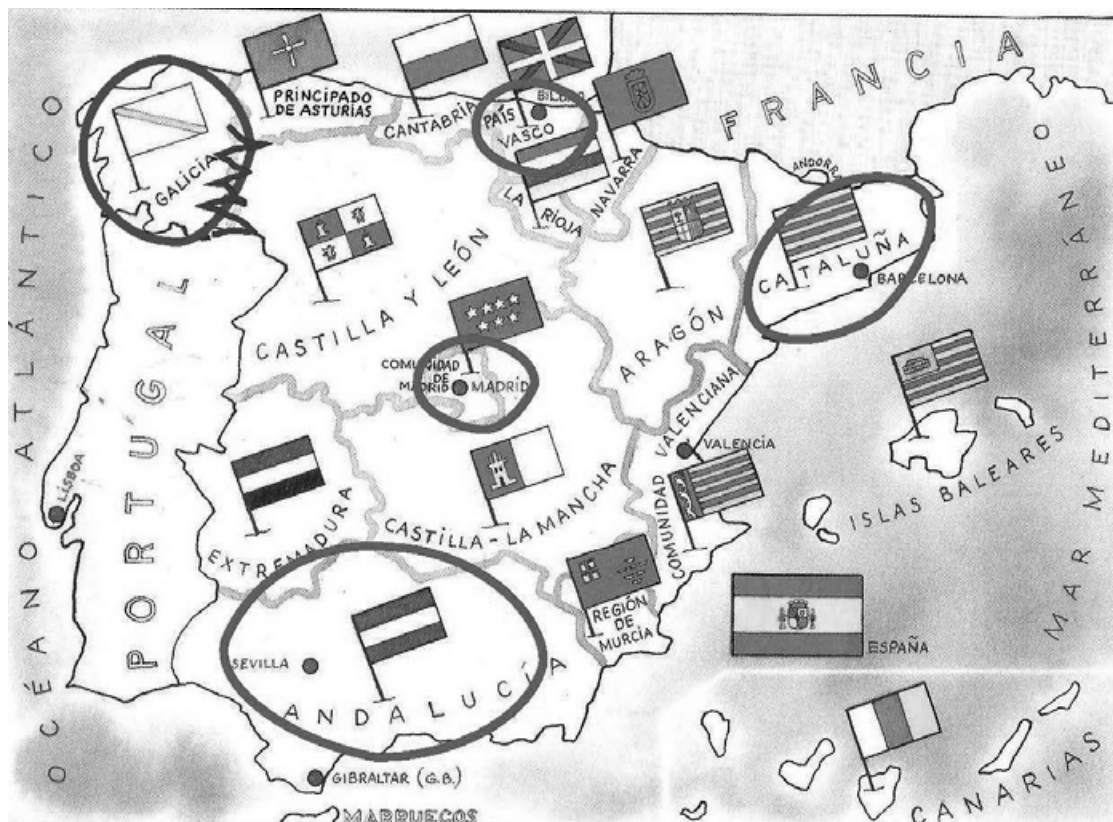 OCÉANO ATLÁNTICO
PRINCIPADO
DE ASTURIAS
CANTABRIA
PAÍS
VASCO
BILBAO
FRANCIA
GALICIA
LA
RIOJA
NAVARRA
ANDORRA
CATALUÑA
BARCELONA
CASTILLA Y LEÓN
ARAGÓN
COMUNIDAD
DE
MADRID
MADRID
PORTUGAL
LISBOA
COMUNIDAD VALENCIANA
VALENCIA
ISLAS BALEARES
MAR MEDITERRÁNEO
EXTREMADURA
CASTILLA-LA MANCHA
REGIÓN
DE
MURCIA
ESPAÑA
SEVILLA
ANDALUCÍA
GIBRALTAR (G.B.)
MARRUECOS
CANARIAS